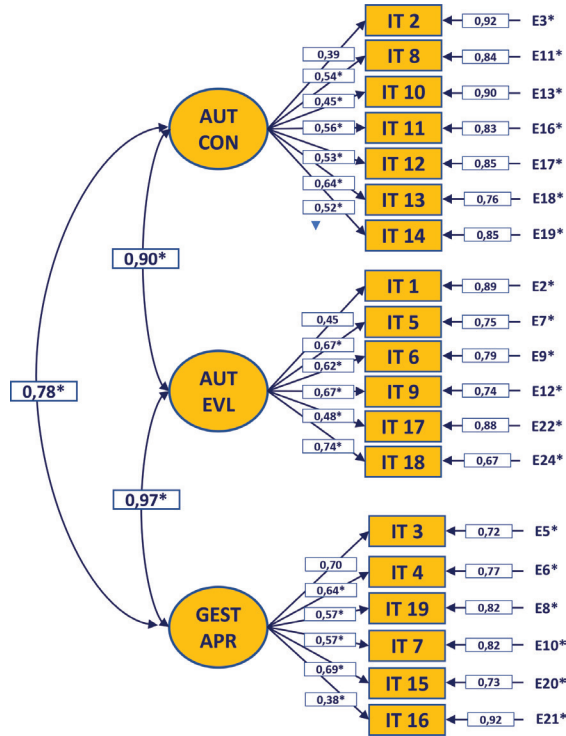 IT 2 0,92 E3*
0,39
IT 8 0,84 E11*
0,54*
IT 10 0,90 E13*
0,45*
AUT
CON
IT 11 0,83 E16*
0,56*
IT 12 0,85 E17*
0,53*
IT 13 0,76 E18*
0,64*
0,52*
IT 14 0,85 E19*
0,90*
IT 1 0,89 E2*
0,45
IT 5 0,75 E7*
0,67*
IT 6 0,79 E9*
0,62*
0,78*
AUT
EVL
IT 9 0,74 E12*
0,67*
IT 17 0,88 E22*
0,48*
IT 18 0,67 E24*
0,74*
0,97*
IT 3 0,72 E5*
0,70
IT 4 0,77 E6*
0,64*
IT 19 0,82 E8*
0,57*
GEST
APR
IT 7 0,82 E10*
0,57*
IT 15 0,73 E20*
0,69*
0,38*
IT 16 0,92 E21*